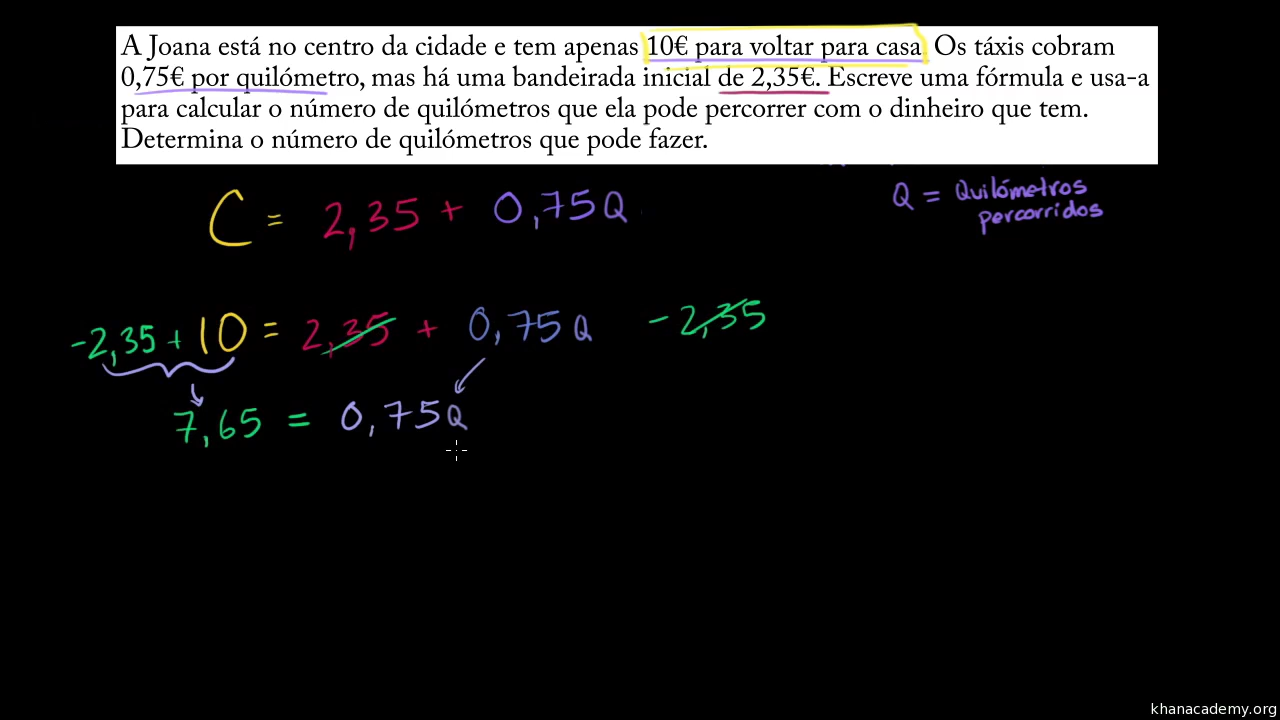 A Joana está no centro da cidade e tem apenas 10€ para voltar para casa. Os táxis cobram
0,75€ por quilómetro, mas há uma bandeirada inicial de 2,35€. Escreve uma fórmula e usa-a
para calcular o número de quilómetros que ela pode percorrer com o dinheiro que tem.
Determina o número de quilómetros que pode fazer.
C = 2,35 + 0,75Q
Q = Quilómetros
percorridos
-2,35 + 10 = 2,35 + 0,75Q - 2,35
7,65 = 0,75Q
khanacademy.org